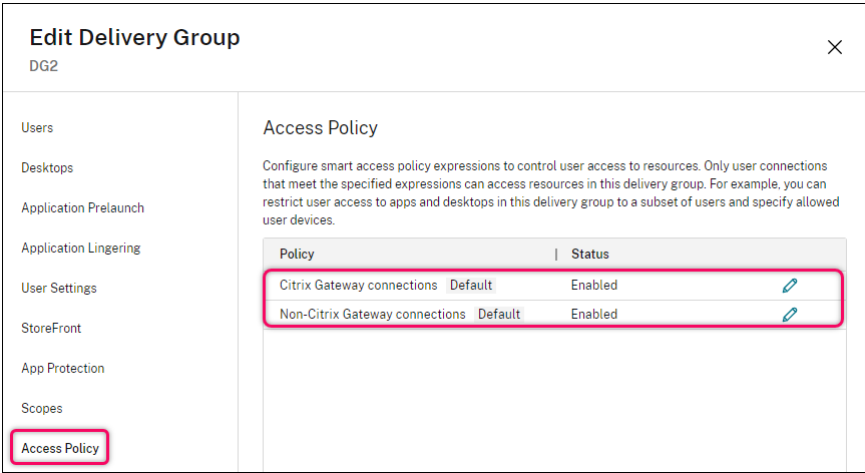 Edit Delivery Group
DG2
Users
Desktops
Application Prelaunch
Application Lingering
User Settings
StoreFront
App Protection
Scopes
Access Policy
Access Policy
Configure smart access policy expressions to control user access to resources. Only user connections
that meet the specified expressions can access resources in this delivery group. For example, you can
restrict user access to apps and desktops in this delivery group to a subset of users and specify allowed
user devices.
Policy | Status
Citrix Gateway connections Default Enabled
Non-Citrix Gateway connections Default Enabled